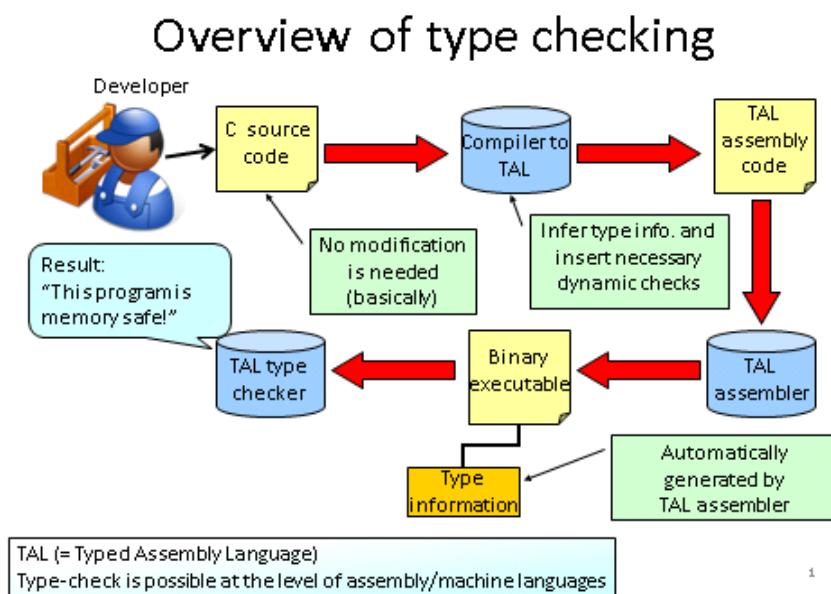 Overview of type checking
Developer
C source
code
Compiler to
TAL
TAL
assembly
code
No modification
is needed
(basically)
Infer type info. and
insert necessary
dynamic checks
Result:
“This program is
memory safe!”
TAL type
checker
Binary
executable
TAL
assembler
Type
information
Automatically
generated by
TAL assembler
TAL (= Typed Assembly Language)
Type-check is possible at the level of assembly/machine languages
1